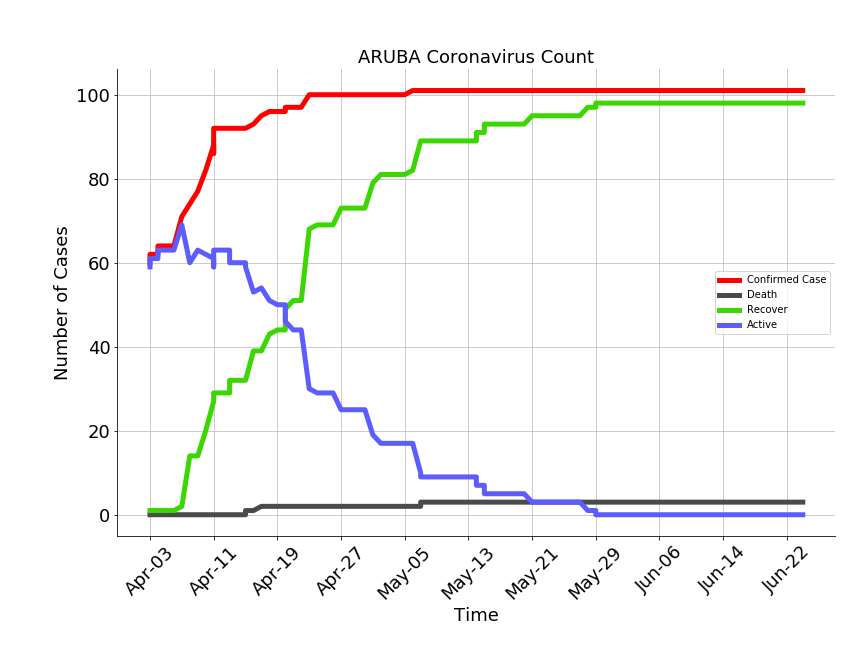 ARUBA Coronavirus Count
Number of Cases
100
80
60
40
20
0
Confirmed Case
Death
Recover
Active
Apr-03
Apr-11
Apr-19
Apr-27
May-05
May-13
May-21
May-29
Jun-06
Jun-14
Jun-22
Time